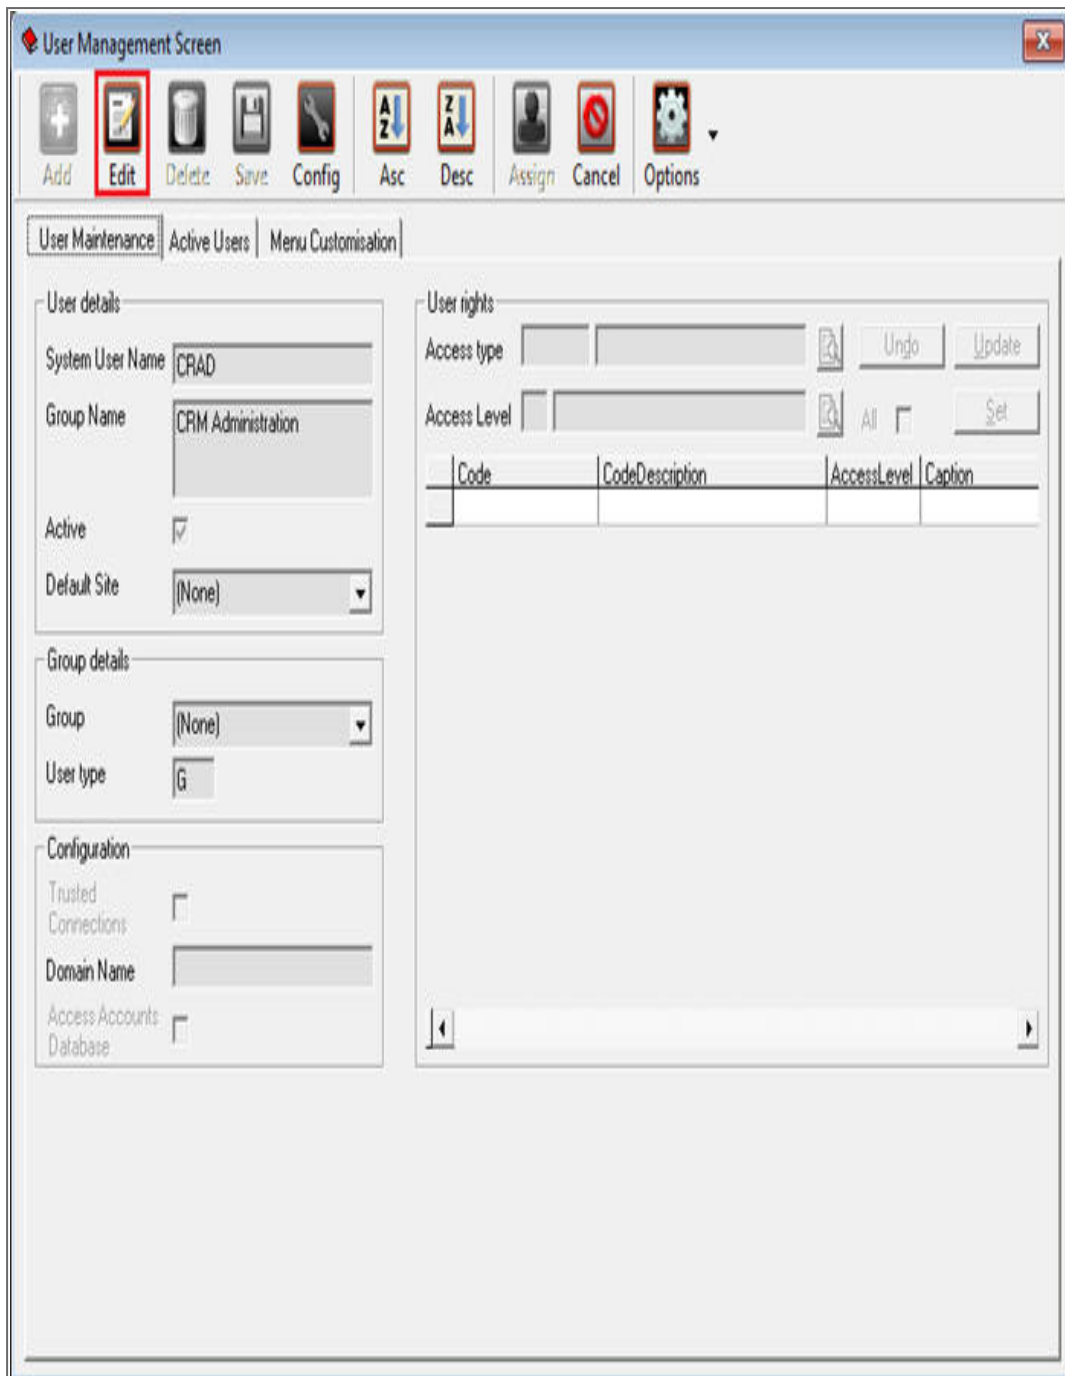 User Management Screen
Add Edit Delete Save Config Asc Desc Assign Cancel Options
User Maintenance Active Users Menu Customisation
User details
System User Name CRAD
Group Name CRM Administration
Active
Default Site (None)
Group details
Group (None)
User type G
Configuration
Trusted
Connections
Domain Name
Access Accounts
Database
User rights
Access type Undo Update
Access Level All Set
Code CodeDescription AccessLevel Caption